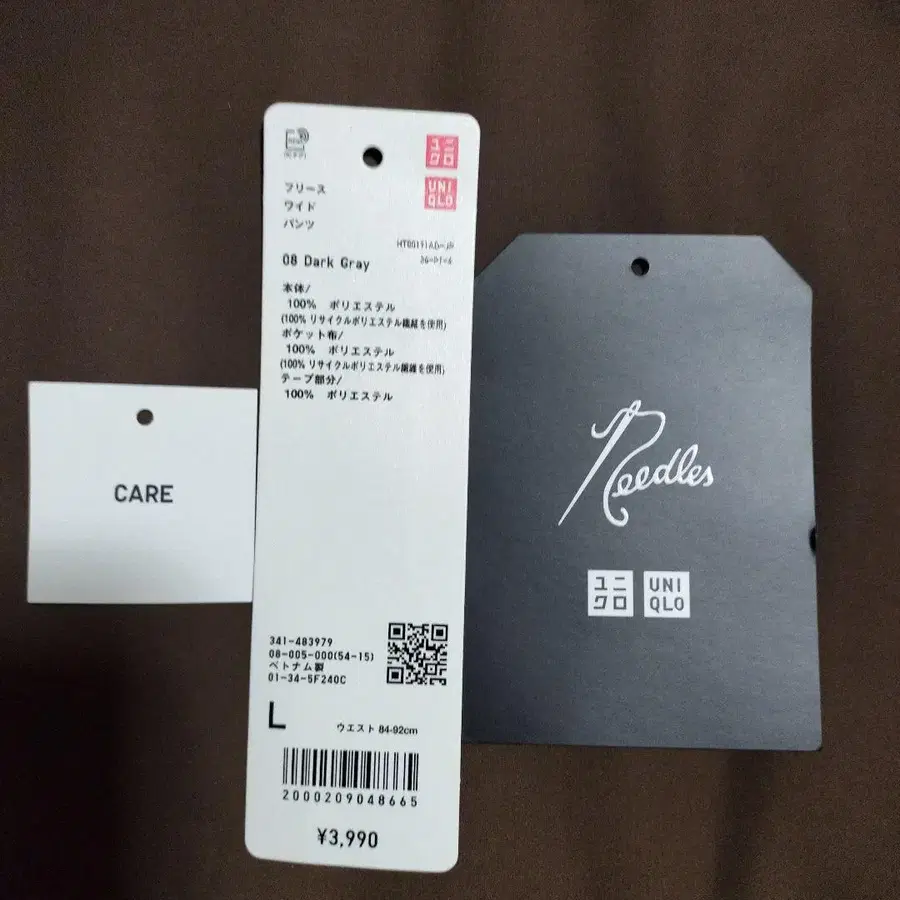 CARE
ユニ
クロ
UNI
QLO
フリース
ワイド
パンツ
08 Dark Gray
本体/
100% ポリエステル
(100% リサイクルポリエステル繊維を使用)
ポケット布/
100% ポリエステル
(100% リサイクルポリエステル繊維を使用)
テープ部分/
100% ポリエステル
341-483979
08-005-000(54-15)
ベトナム製
01-34-5F240C
L
ウエスト 84-92cm
2000209048665
¥3,990
Needles
ユニ
クロ
UNI
QLO